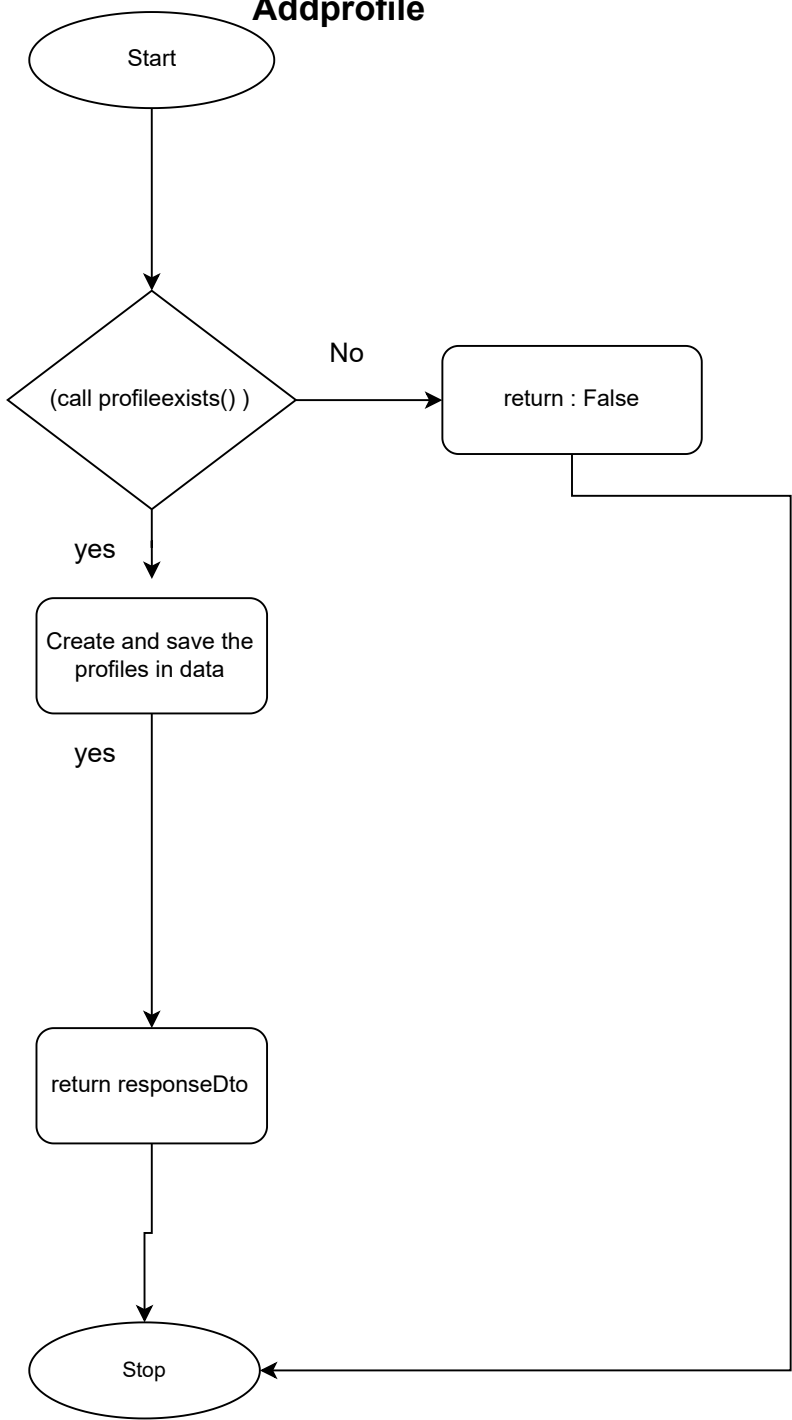 Addprofile
Start
(call profileexists() )
No
return : False
yes
Create and save the
profiles in data
yes
return responseDto
Stop